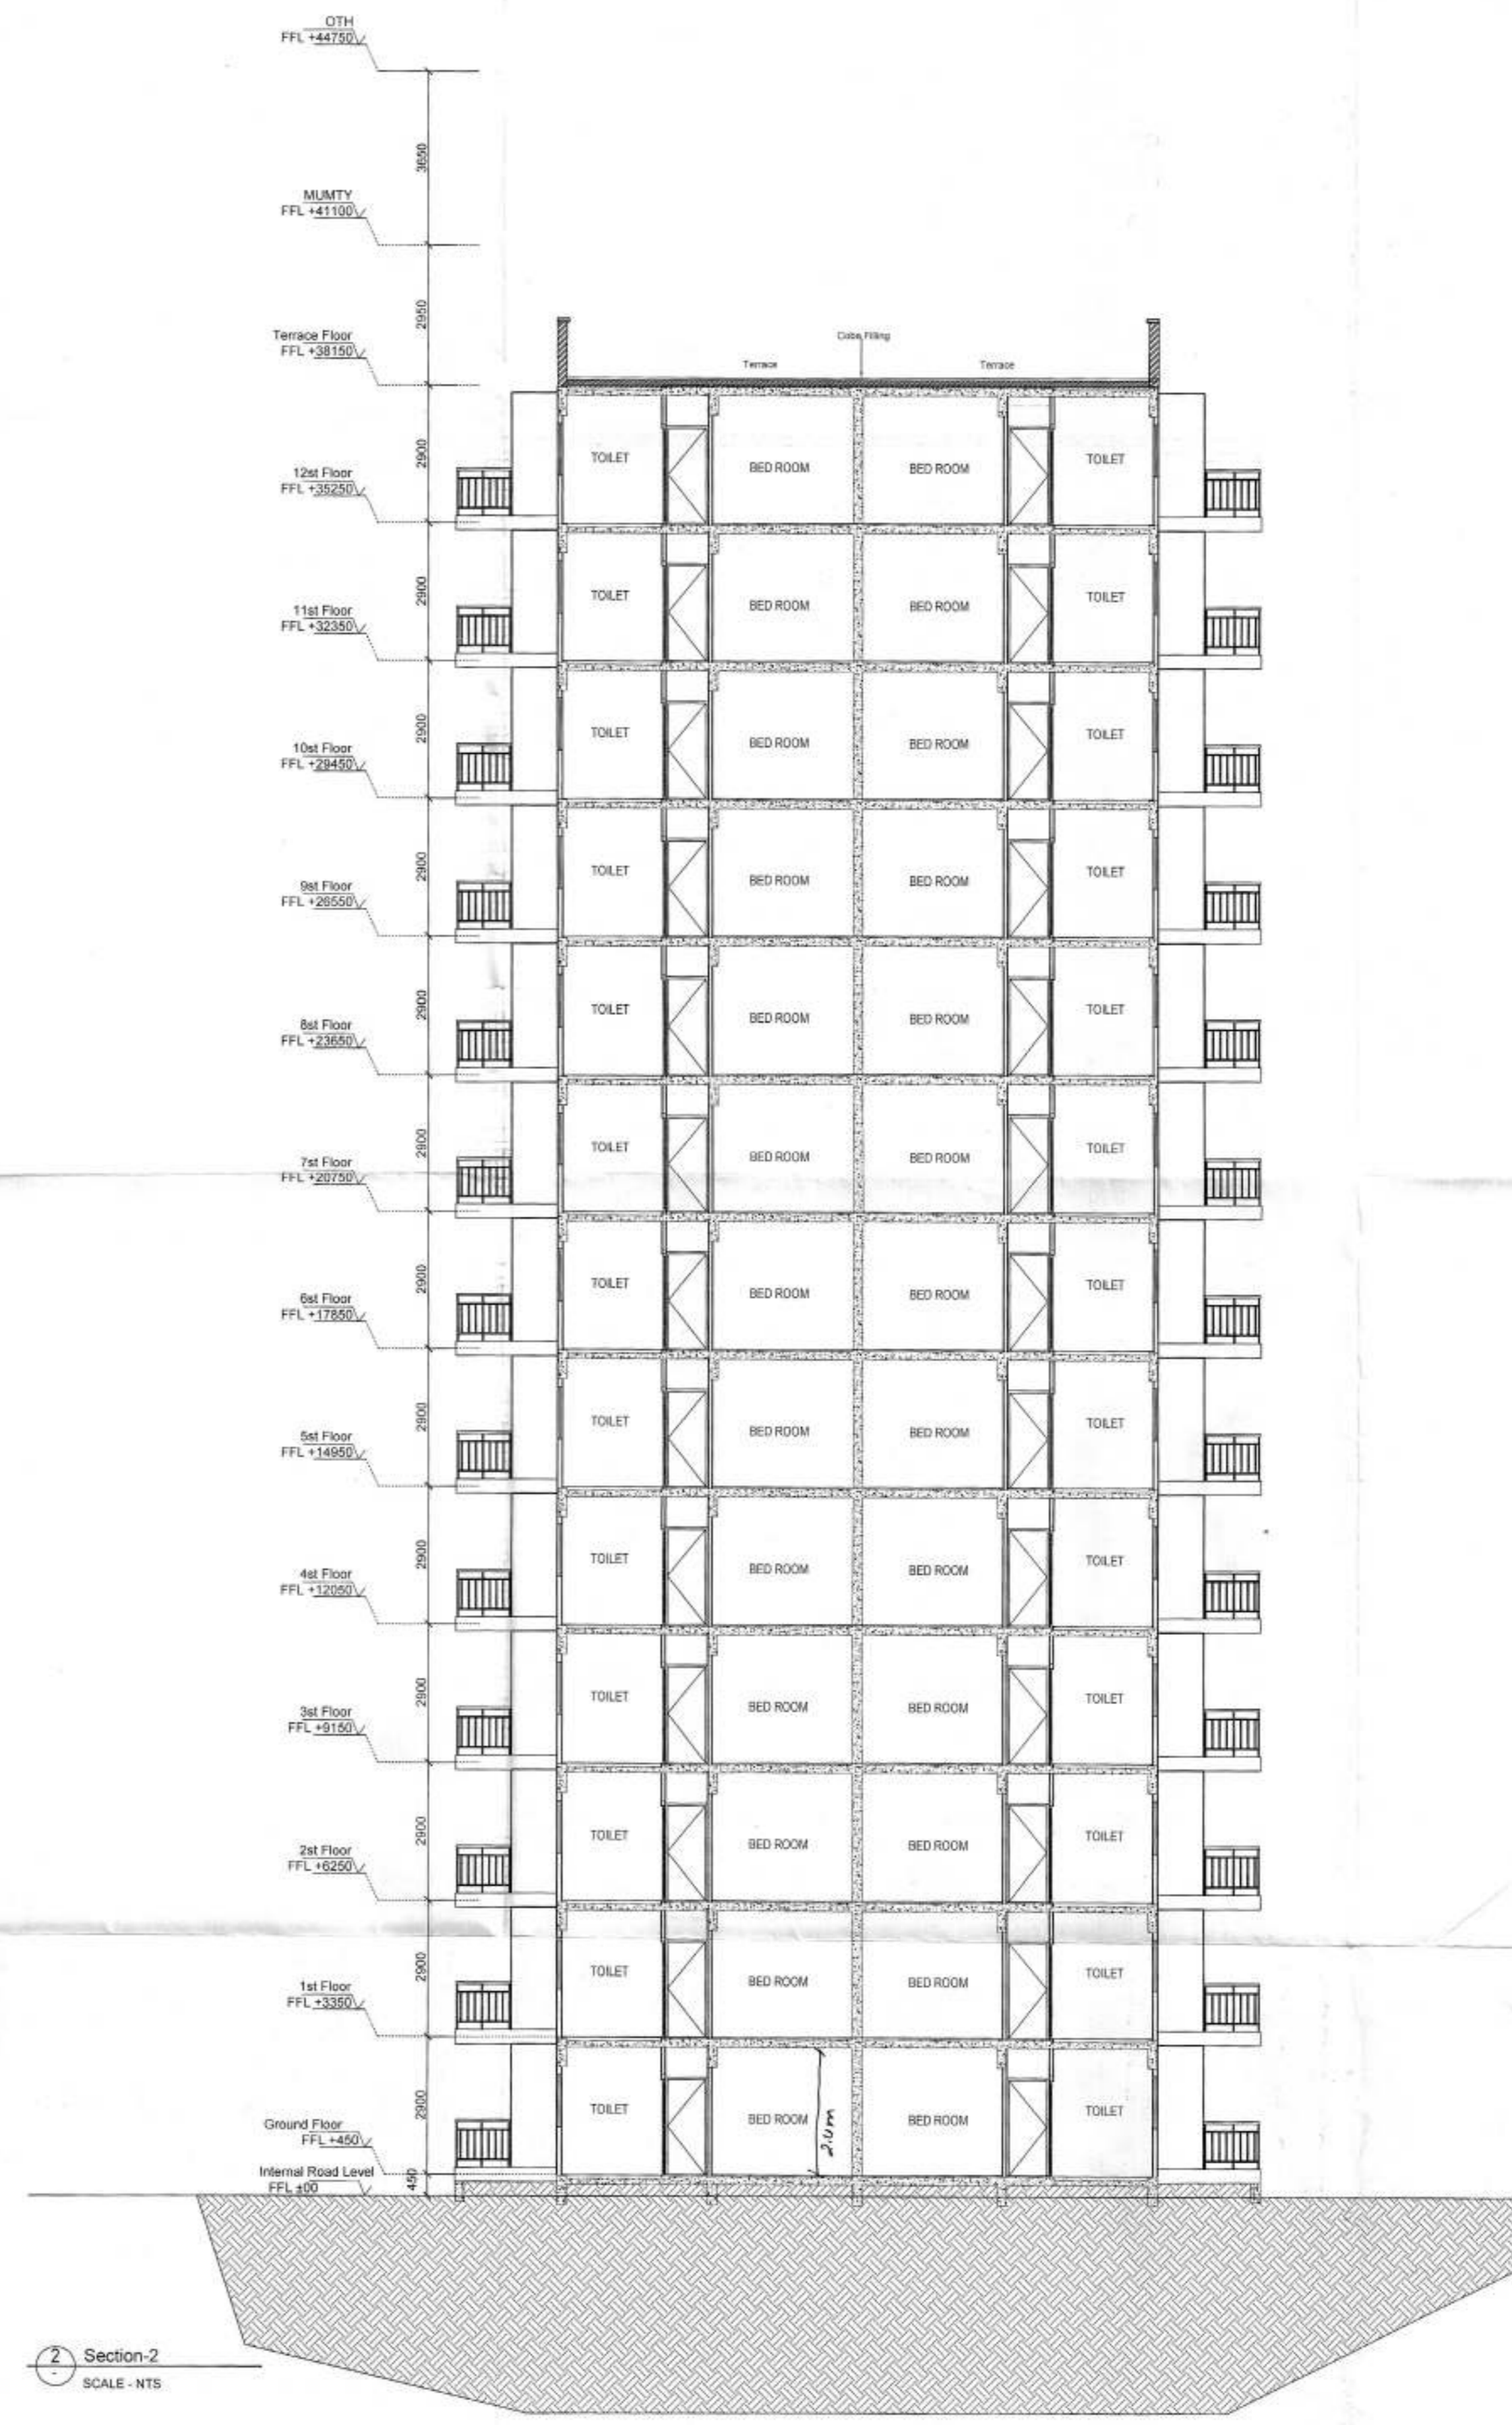 OTH
FFL +44750
3650
MUMTY
FFL +41100
2950
Terrace Floor
FFL +38150
Coba Filling
Terrace Terrace
2900
12st Floor
FFL +35250
TOILET BED ROOM BED ROOM TOILET
2900
11st Floor
FFL +32350
TOILET BED ROOM BED ROOM TOILET
2900
10st Floor
FFL +29450
TOILET BED ROOM BED ROOM TOILET
2900
9st Floor
FFL +26550
TOILET BED ROOM BED ROOM TOILET
2900
8st Floor
FFL +23650
TOILET BED ROOM BED ROOM TOILET
2900
7st Floor
FFL +20750
TOILET BED ROOM BED ROOM TOILET
2900
6st Floor
FFL +17850
TOILET BED ROOM BED ROOM TOILET
2900
5st Floor
FFL +14950
TOILET BED ROOM BED ROOM TOILET
2900
4st Floor
FFL +12050
TOILET BED ROOM BED ROOM TOILET
2900
3st Floor
FFL +9150
TOILET BED ROOM BED ROOM TOILET
2900
2st Floor
FFL +6250
TOILET BED ROOM BED ROOM TOILET
2900
1st Floor
FFL +3350
TOILET BED ROOM BED ROOM TOILET
2900
Ground Floor
FFL +450
TOILET BED ROOM BED ROOM TOILET
450
Internal Road Level
FFL ±00
2
-
Section-2
SCALE - NTS